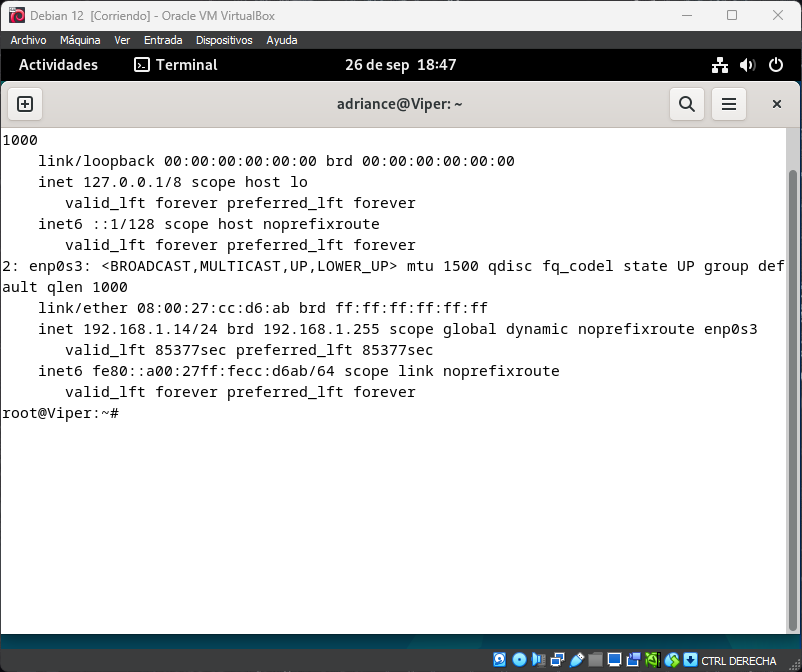 Debian 12 [Corriendo] - Oracle VM VirtualBox
Archivo Máquina Ver Entrada Dispositivos Ayuda
Actividades Terminal 26 de sep 18:47
adriance@Viper: ~
1000
    link/loopback 00:00:00:00:00:00 brd 00:00:00:00:00:00
    inet 127.0.0.1/8 scope host lo
       valid_lft forever preferred_lft forever
    inet6 ::1/128 scope host noprefixroute
       valid_lft forever preferred_lft forever
2: enp0s3: <BROADCAST,MULTICAST,UP,LOWER_UP> mtu 1500 qdisc fq_codel state UP group def
ault qlen 1000
    link/ether 08:00:27:cc:d6:ab brd ff:ff:ff:ff:ff:ff
    inet 192.168.1.14/24 brd 192.168.1.255 scope global dynamic noprefixroute enp0s3
       valid_lft 85377sec preferred_lft 85377sec
    inet6 fe80::a00:27ff:fecc:d6ab/64 scope link noprefixroute
       valid_lft forever preferred_lft forever
root@Viper:~#
CTRL DERECHA